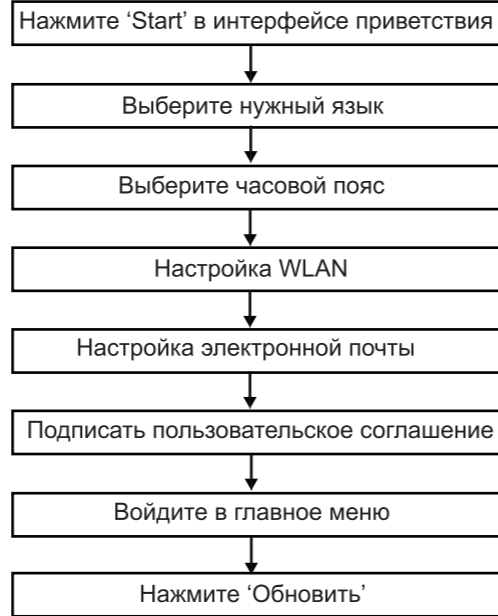 Нажмите ‘Start’ в интерфейсе приветствия
Выберите нужный язык
Выберите часовой пояс
Настройка WLAN
Настройка электронной почты
Подписать пользовательское соглашение
Войдите в главное меню
Нажмите ‘Обновить’